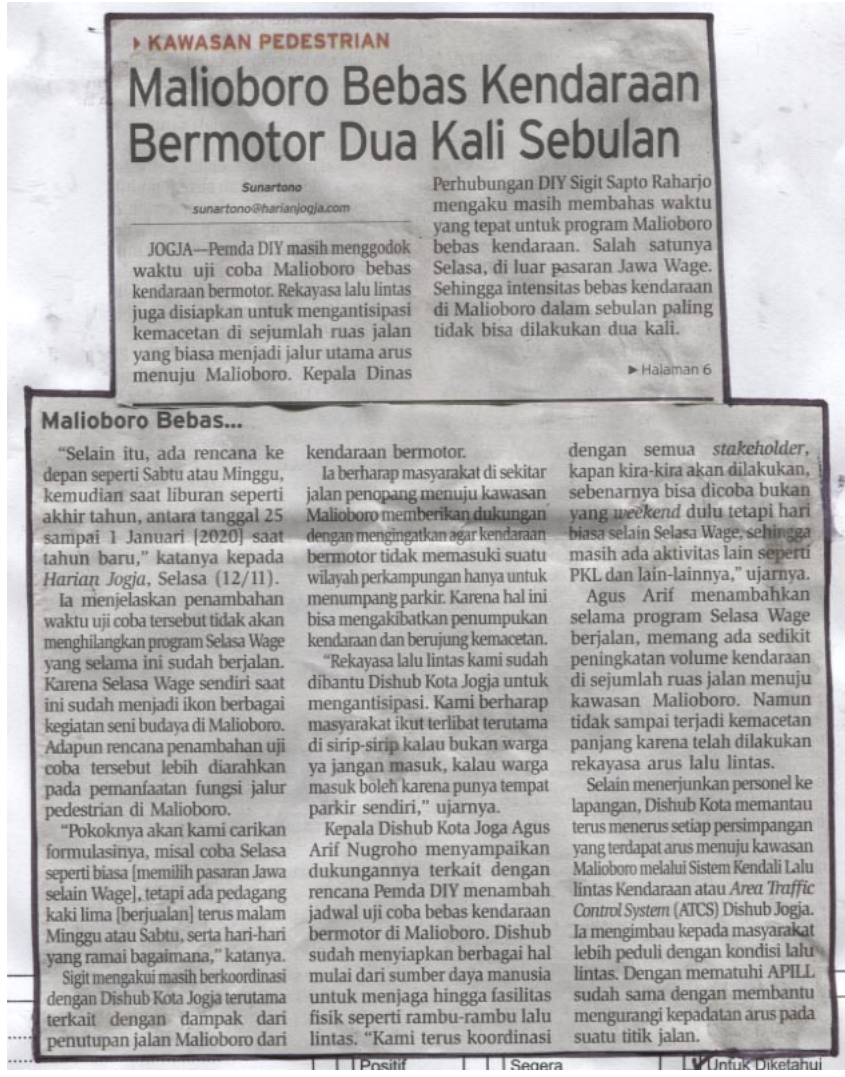 KAWASAN PEDESTRIAN
Malioboro Bebas Kendaraan
Bermotor Dua Kali Sebulan
Sunartono
sunartono@harianjogja.com
JOGJA—Pemda DIY masih menggodok
waktu uji coba Malioboro bebas
kendaraan bermotor. Rekayasa lalu lintas
juga disiapkan untuk mengantisipasi
kemacetan di sejumlah ruas jalan
yang biasa menjadi jalur utama arus
menuju Malioboro. Kepala Dinas
Perhubungan DIY Sigit Sapto Raharjo
mengaku masih membahas waktu
yang tepat untuk program Malioboro
bebas kendaraan. Salah satunya
Selasa, di luar pasaran Jawa Wage.
Sehingga intensitas bebas kendaraan
di Malioboro dalam sebulan paling
tidak bisa dilakukan dua kali.
Halaman 6
Malioboro Bebas...
"Selain itu, ada rencana ke
depan seperti Sabtu atau Minggu,
kemudian saat liburan seperti
akhir tahun, antara tanggal 25
sampai 1 Januari [2020] saat
tahun baru," katanya kepada
Harian Jogja, Selasa (12/11).
Ia menjelaskan penambahan
waktu uji coba tersebut tidak akan
menghilangkan program Selasa Wage
yang selama ini sudah berjalan.
Karena Selasa Wage sendiri saat
ini sudah menjadi ikon berbagai
kegiatan seni budaya di Malioboro.
Adapun rencana penambahan uji
coba tersebut lebih diarahkan
pada pemanfaatan fungsi jalur
pedestrian di Malioboro.
"Pokoknya akan kami carikan
formulasinya, misal coba Selasa
seperti biasa [memilih pasaran Jawa
selain Wage], tetapi ada pedagang
kaki lima [berjualan] terus malam
Minggu atau Sabtu, serta hari-hari
yang ramai bagaimana," katanya.
Sigit mengakui masih berkoordinasi
dengan Dishub Kota Jogja terutama
terkait dengan dampak dari
penutupan jalan Malioboro dari
kendaraan bermotor.
Ia berharap masyarakat di sekitar
jalan penopang menuju kawasan
Malioboro memberikan dukungan
dengan mengingatkan agar kendaraan
bermotor tidak memasuki suatu
wilayah perkampungan hanya untuk
menumpang parkir. Karena hal ini
bisa mengakibatkan penumpukan
kendaraan dan berujung kemacetan.
"Rekayasa lalu lintas kami sudah
dibantu Dishub Kota Jogja untuk
mengantisipasi. Kami berharap
masyarakat ikut terlibat terutama
di sirip-sirip kalau bukan warga
ya jangan masuk, kalau warga
masuk boleh karena punya tempat
parkir sendiri," ujarnya.
Kepala Dishub Kota Joga Agus
Arif Nugroho menyampaikan
dukungannya terkait dengan
rencana Pemda DIY menambah
jadwal uji coba bebas kendaraan
bermotor di Malioboro. Dishub
sudah menyiapkan berbagai hal
mulai dari sumber daya manusia
untuk menjaga hingga fasilitas
fisik seperti rambu-rambu lalu
lintas. "Kami terus koordinasi
dengan semua stakeholder,
kapan kira-kira akan dilakukan,
sebenarnya bisa dicoba bukan
yang weekend dulu tetapi hari
biasa selain Selasa Wage, sehingga
masih ada aktivitas lain seperti
PKL dan lain-lainnya," ujarnya.
Agus Arif menambahkan
selama program Selasa Wage
berjalan, memang ada sedikit
peningkatan volume kendaraan
di sejumlah ruas jalan menuju
kawasan Malioboro. Namun
tidak sampai terjadi kemacetan
panjang karena telah dilakukan
rekayasa arus lalu lintas.
Selain menerjunkan personel ke
lapangan, Dishub Kota memantau
terus menerus setiap persimpangan
yang terdapat arus menuju kawasan
Malioboro melalui Sistem Kendali Lalu
lintas Kendaraan atau Area Traffic
Control System (ATCS) Dishub Jogja.
Ia mengimbau kepada masyarakat
lebih peduli dengan kondisi lalu
lintas. Dengan mematuhi APILL
sudah sama dengan membantu
mengurangi kepadatan arus pada
suatu titik jalan.
Positif
Segera
Untuk Diketahui